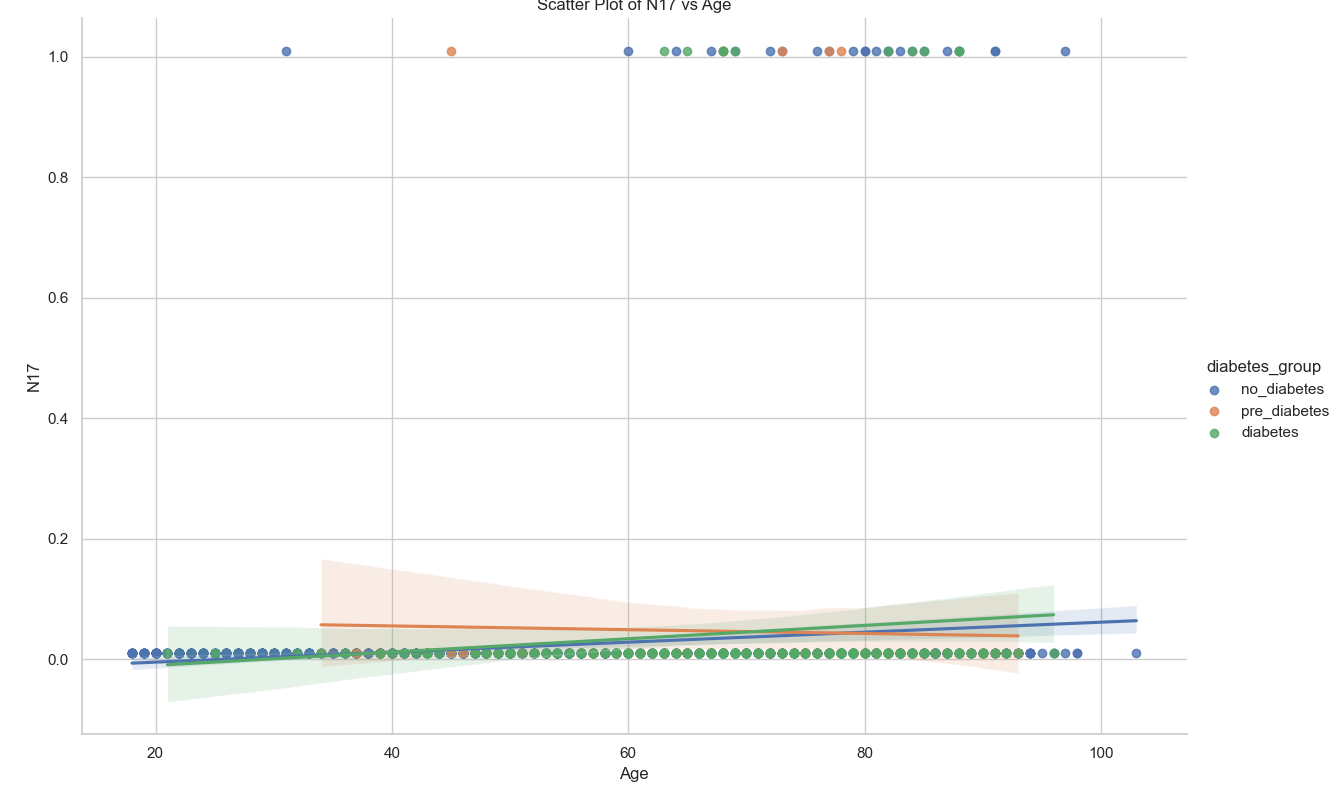 Scatter Plot of N17 vs Age
1.0
0.8
0.6
0.4
0.2
0.0
N17
20 40 60 80 100
Age
diabetes_group
no_diabetes
pre_diabetes
diabetes